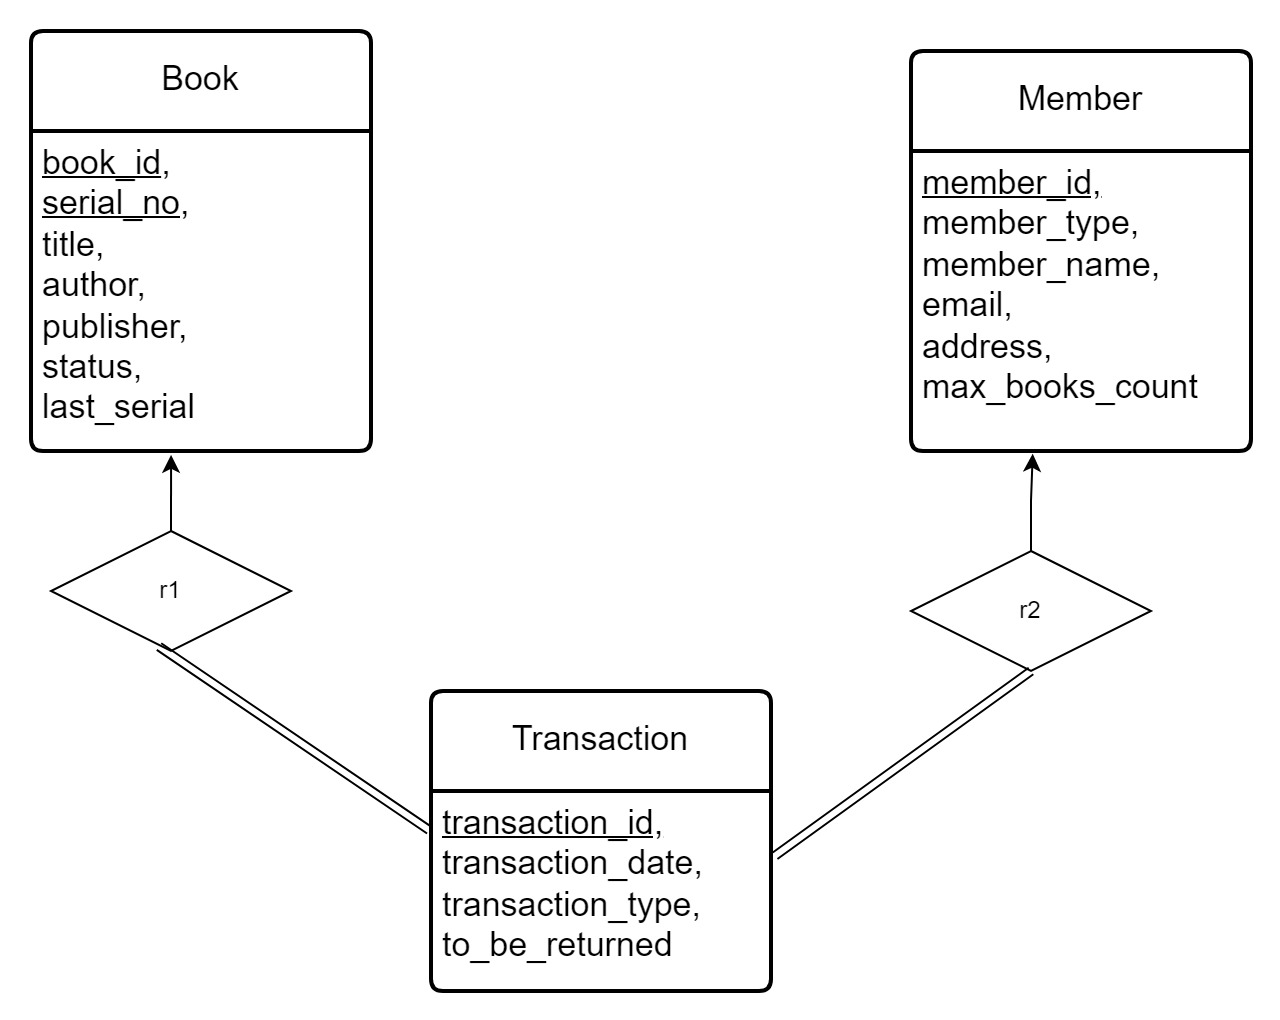 Book
book_id,
serial_no,
title,
author,
publisher,
status,
last_serial
Member
member_id,
member_type,
member_name,
email,
address,
max_books_count
r1
r2
Transaction
transaction_id,
transaction_date,
transaction_type,
to_be_returned